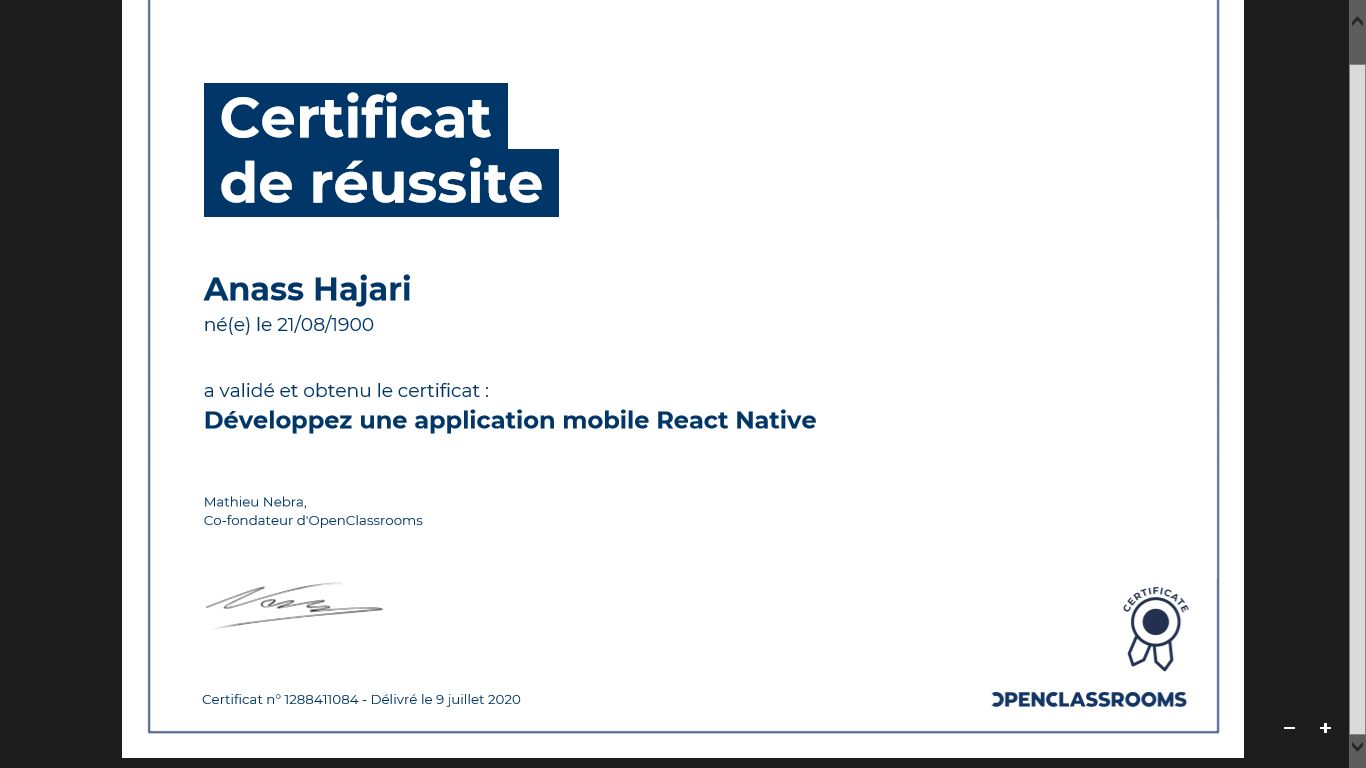 Certificat
de réussite
Anass Hajari
né(e) le 21/08/1900
a validé et obtenu le certificat :
Développez une application mobile React Native
Mathieu Nebra,
Co-fondateur d'OpenClassrooms
CERTIFICATE
Certificat n° 1288411084 - Délivré le 9 juillet 2020
OPENCLASSROOMS